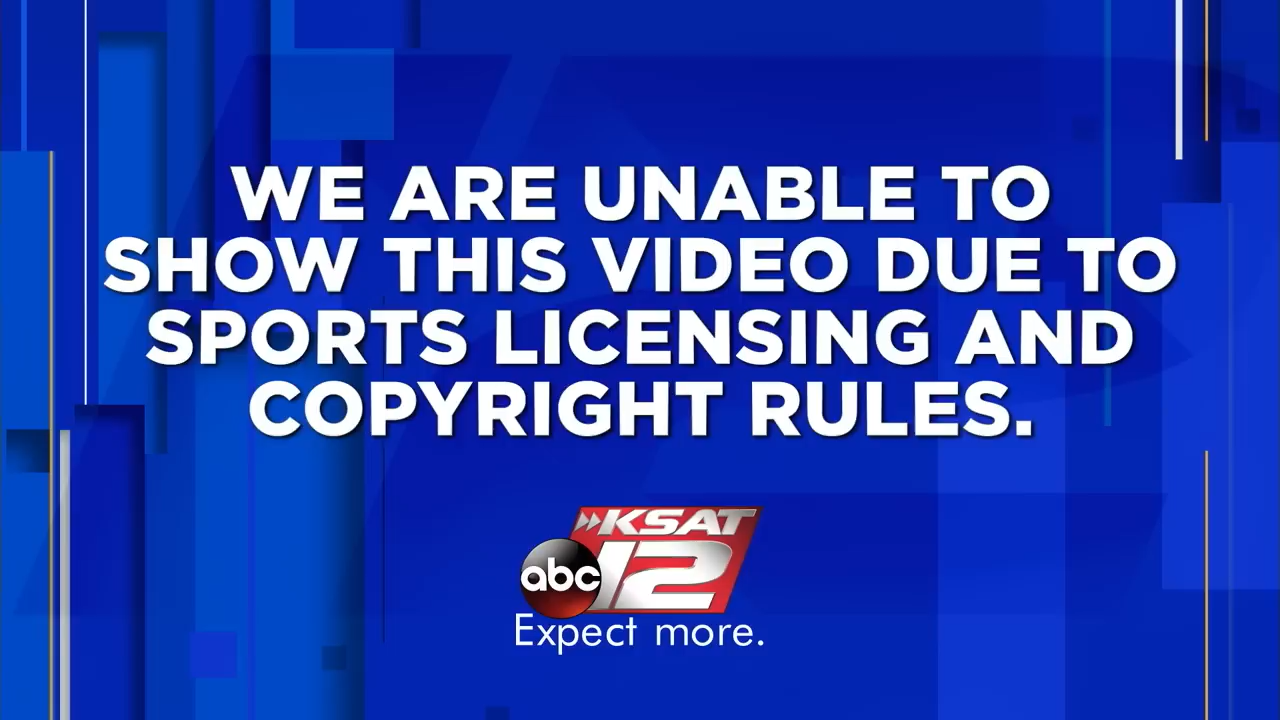 WE ARE UNABLE TO
SHOW THIS VIDEO DUE TO
SPORTS LICENSING AND
COPYRIGHT RULES.
KSAT
abc 12
Expect more.